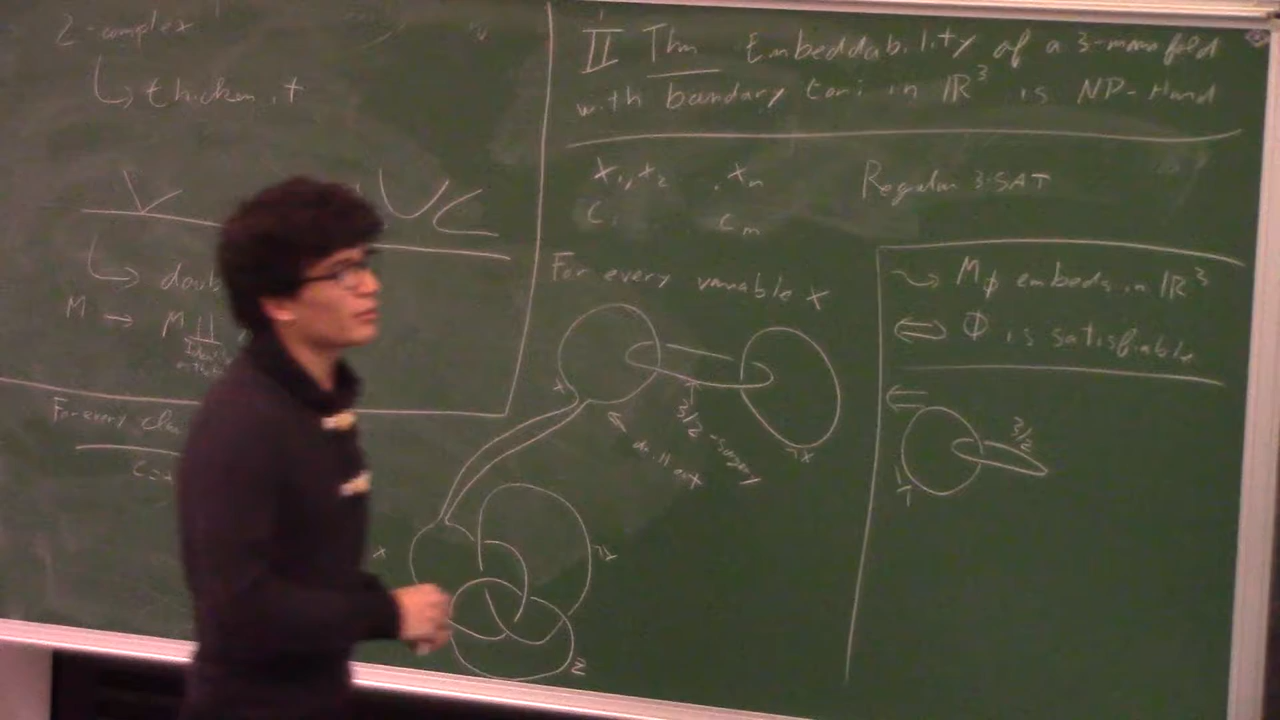 2-complex
↳ thicken it
↳ doub
M → M
For every cla
C =
II Thm Embeddability of a 3-manifold
with boundary tori in ℝ³ is NP-Hard
x₁, x₂ . xₙ Regular 3-SAT
C₁ Cₘ
For every variable x
x
3/2-surgery
drill out
¬x
x
¬y
z
⇝ M_ϕ embeds in ℝ³
⟺ Φ is satisfiable
⟸
3/2